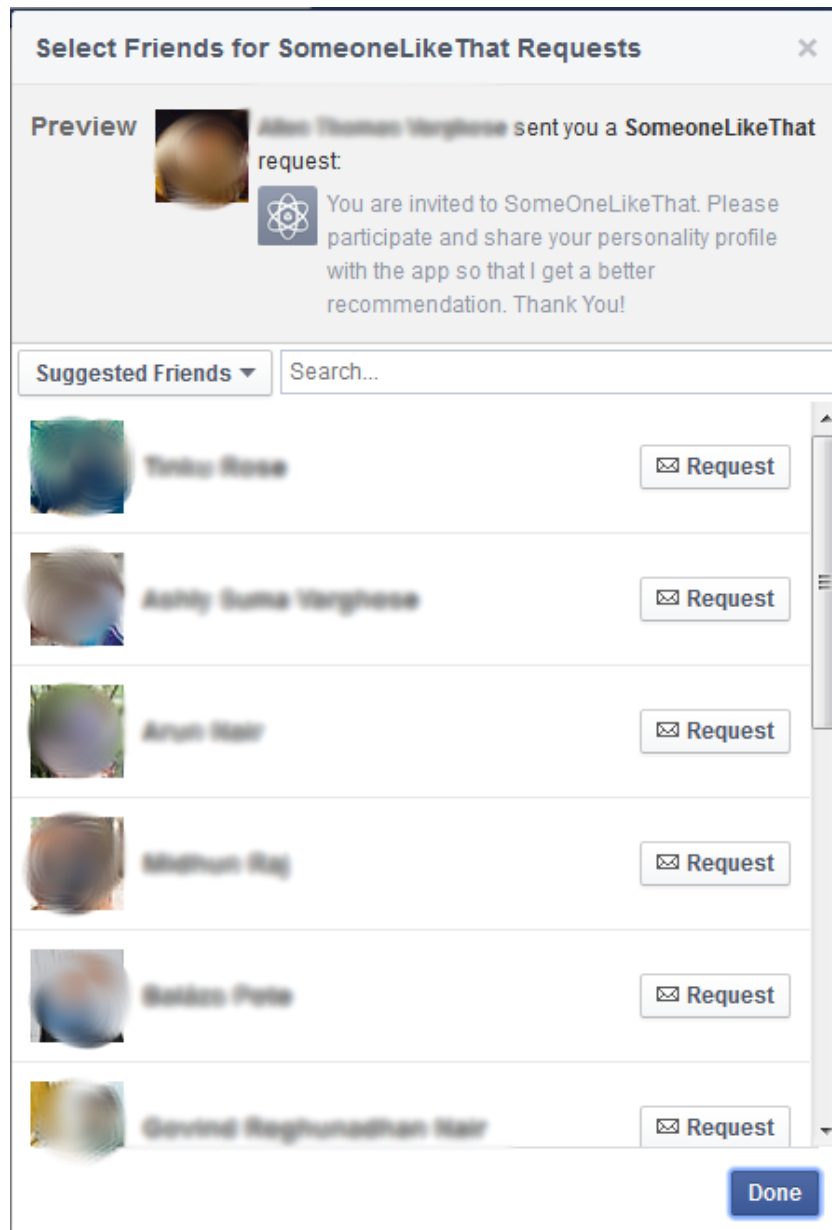 Select Friends for SomeoneLikeThat Requests
Preview
sent you a SomeoneLikeThat
request:
You are invited to SomeOneLikeThat. Please
participate and share your personality profile
with the app so that I get a better
recommendation. Thank You!
Suggested Friends
Search...
Request
Request
Request
Request
Request
Request
Done